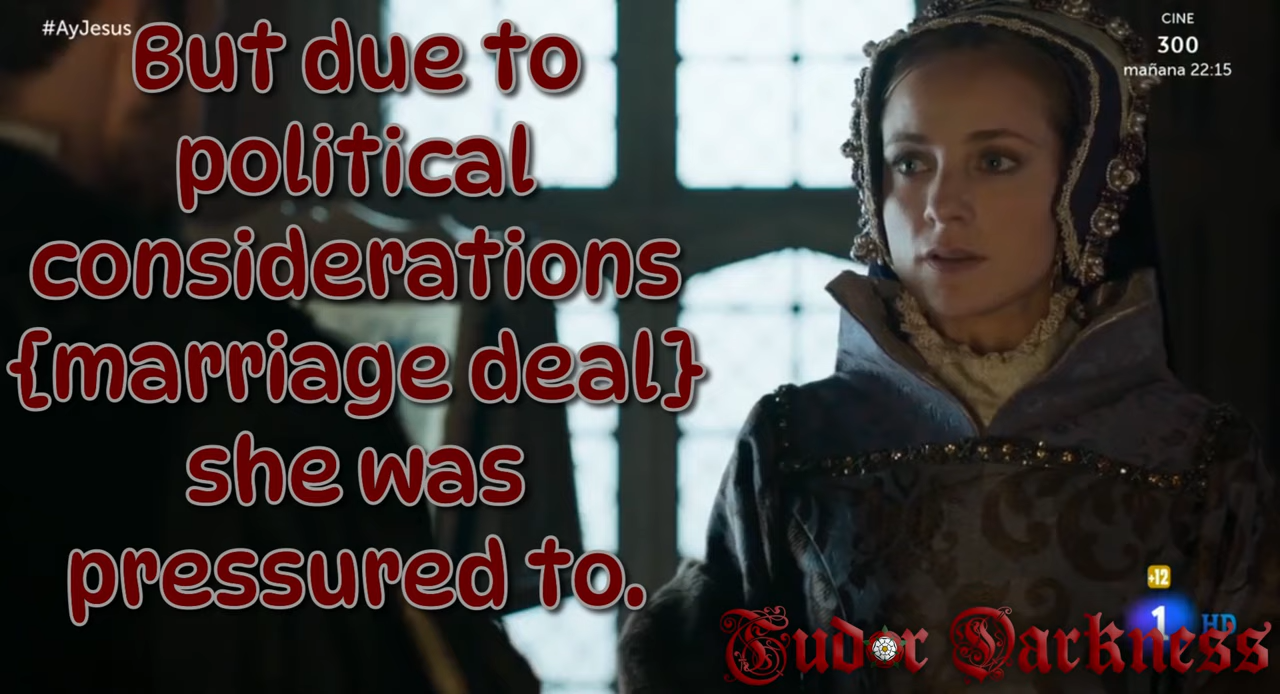 #AyJesus
CINE
300
mañana 22:15
But due to
political
considerations
{marriage deal}
she was
pressured to.
+12
1 HD
Tudor Darkness